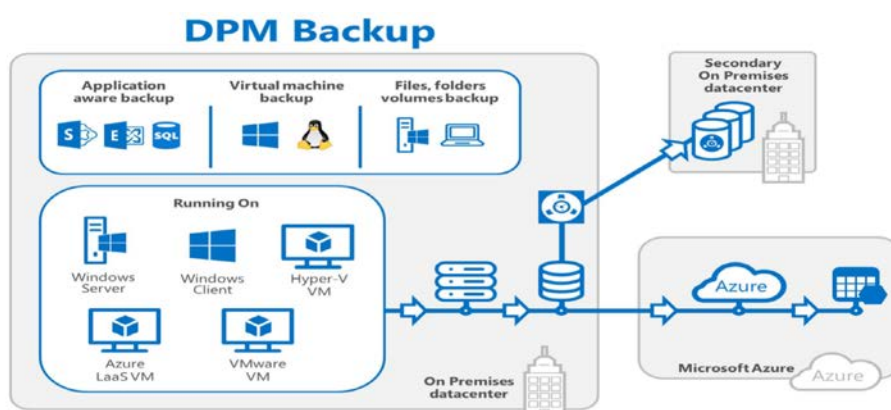 DPM Backup
Application
aware backup
Virtual machine
backup
Files, folders
volumes backup
S
E
SQL
Running On
Windows
Server
Windows
Client
Hyper-V
VM
Azure
LaaS VM
VMware
VM
On Premises
datacenter
Secondary
On Premises
datacenter
Azure
Microsoft Azure
Azure